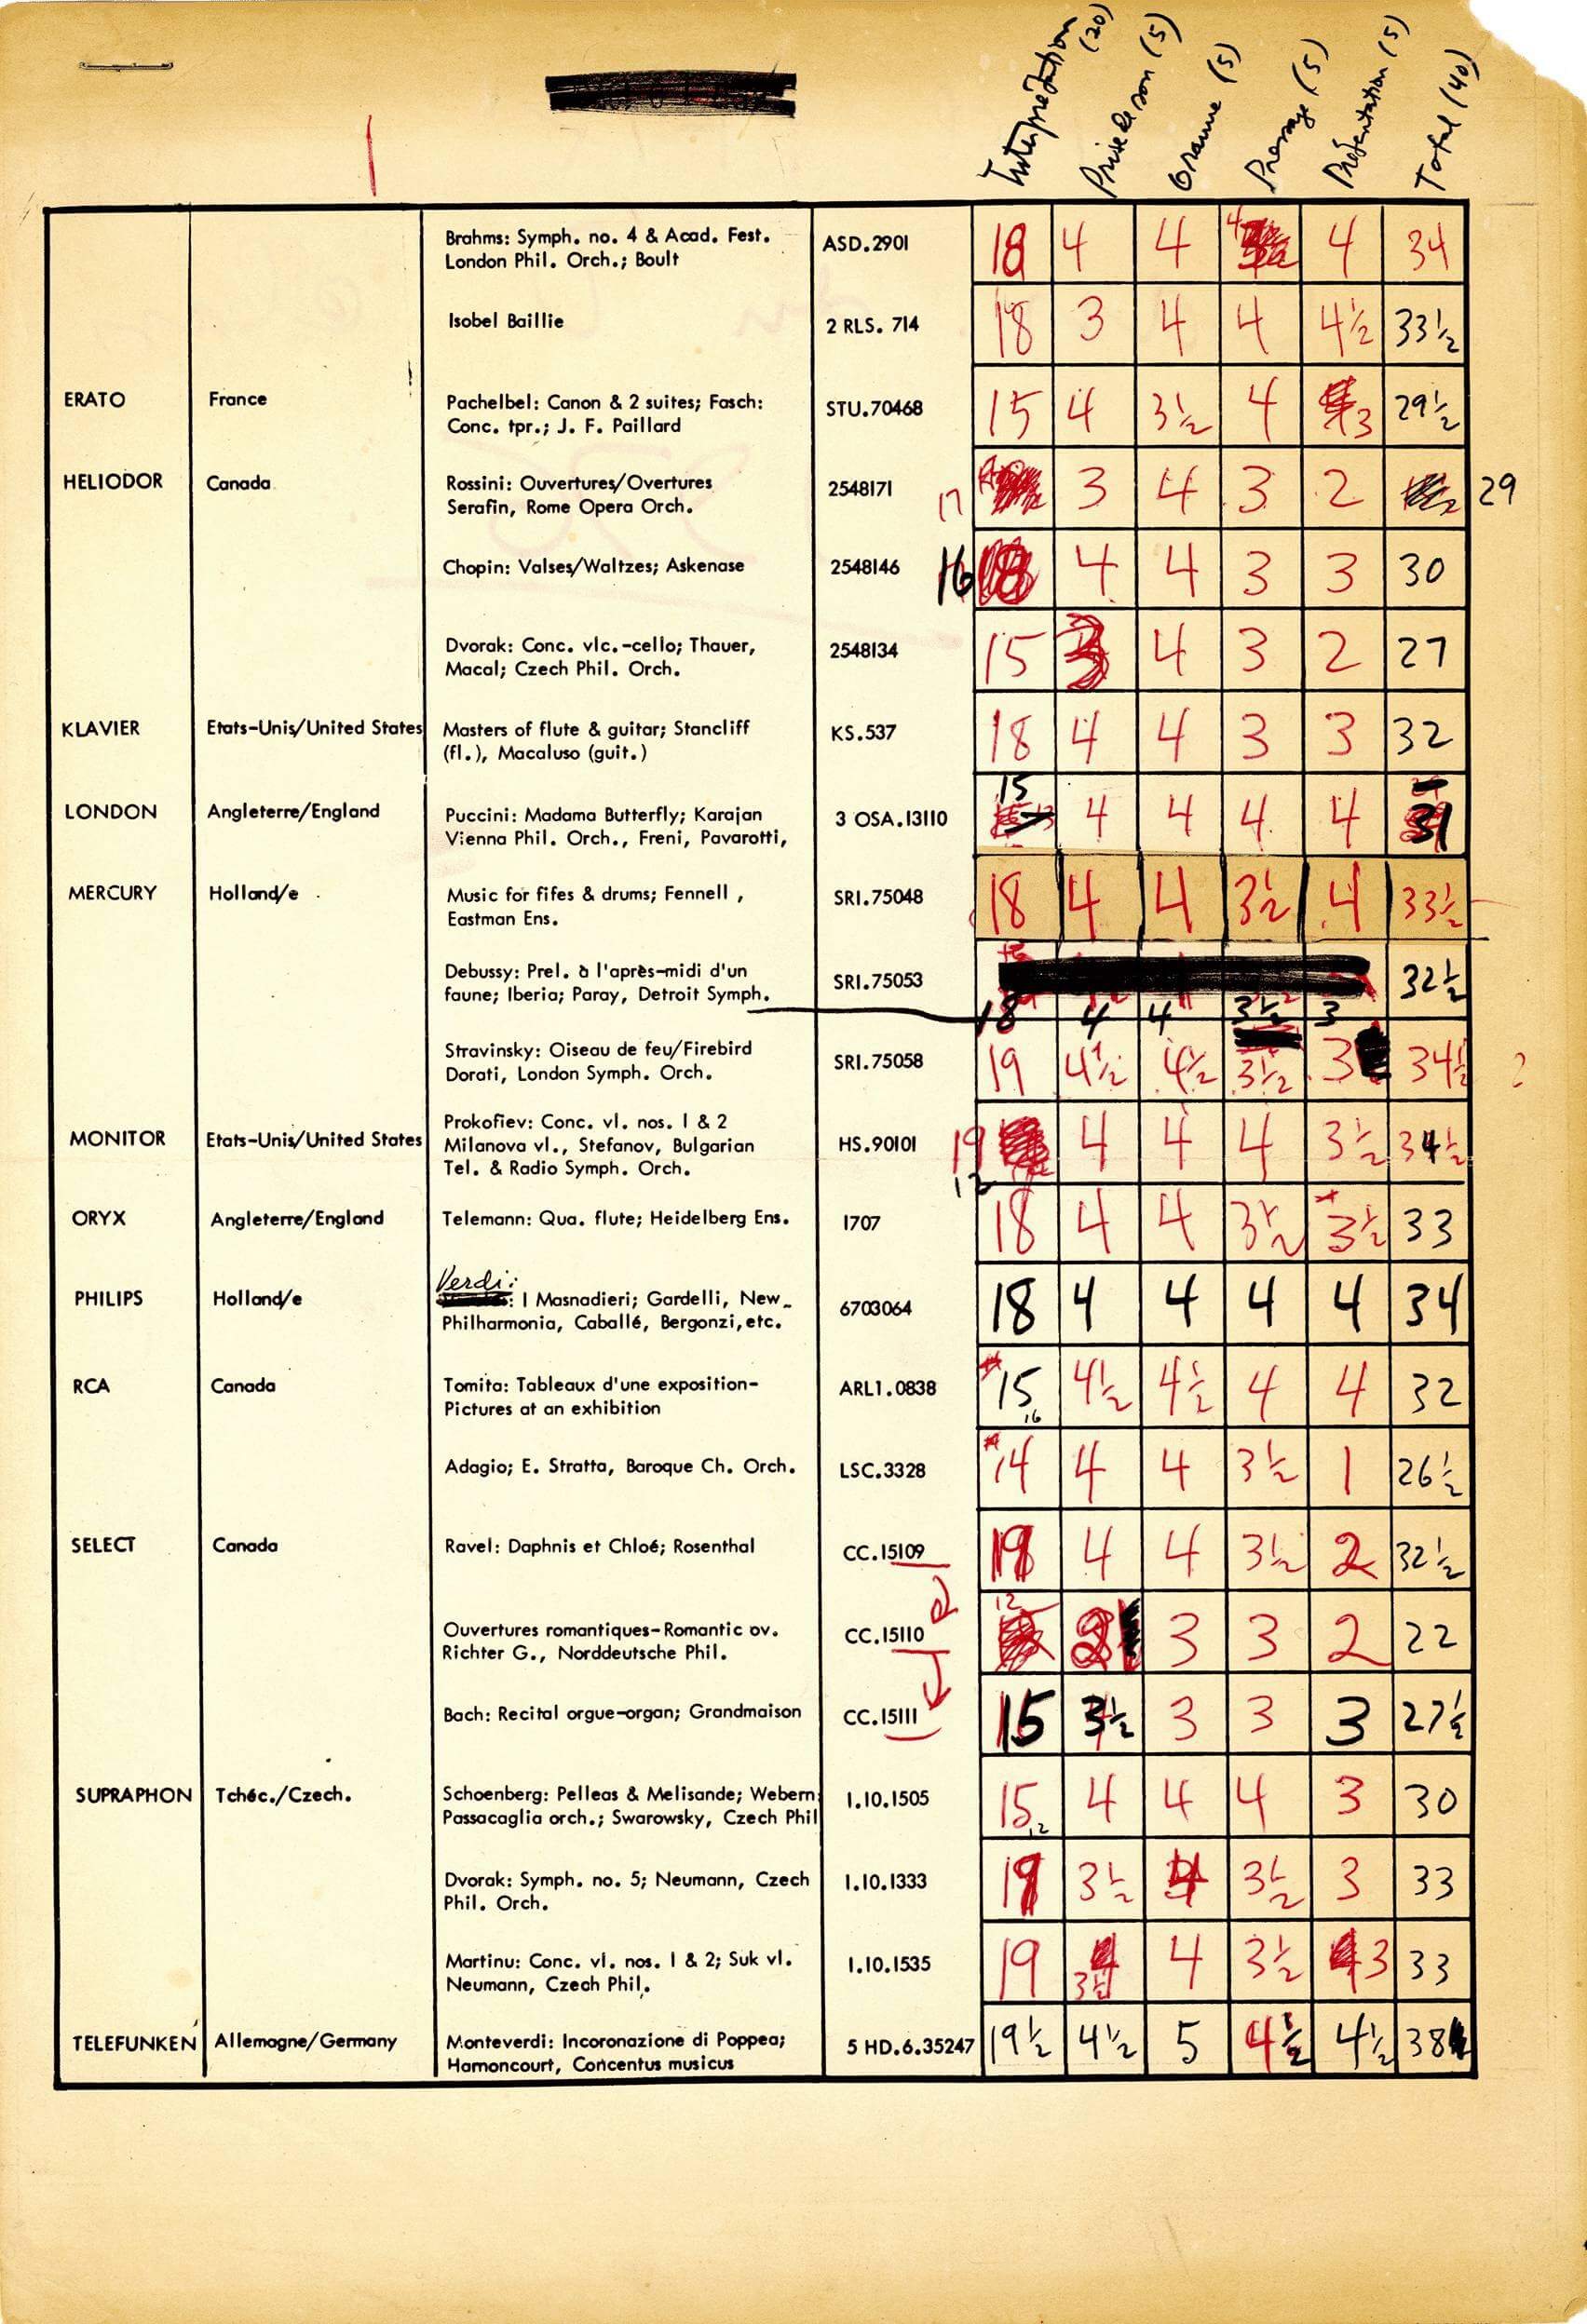 Interprétation (20) Prise de son (5) Gravure (5) Pressage (5) Présentation (5) Total (40)
Brahms: Symph. no. 4 & Acad. Fest. ASD.2901 18 4 4 4 4 34
London Phil. Orch.; Boult
Isobel Baillie 2 RLS. 714 18 3 4 4 4½ 33½
ERATO France Pachelbel: Canon & 2 suites; Fasch: STU.70468 15 4 3½ 4 3 29½
Conc. tpr.; J. F. Paillard
HELIODOR Canada Rossini: Ouvertures/Overtures 2548171 17 3 4 3 2 29
Serafin, Rome Opera Orch.
Chopin: Valses/Waltzes; Askenase 2548146 16 4 4 3 3 30
Dvorak: Conc. vlc.-cello; Thauer, 2548134 15 3 4 3 2 27
Macal; Czech Phil. Orch.
KLAVIER Etats-Unis/United States Masters of flute & guitar; Stancliff KS.537 18 4 4 3 3 32
(fl.), Macaluso (guit.)
LONDON Angleterre/England Puccini: Madama Butterfly; Karajan 3 OSA.13110 15 4 4 4 4 31
Vienna Phil. Orch., Freni, Pavarotti,
MERCURY Holland/e Music for fifes & drums; Fennell, SRI.75048 18 4 4 3½ 4 33½
Eastman Ens.
Debussy: Prel. à l'après-midi d'un SRI.75053 32½
faune; Iberia; Paray, Detroit Symph. 18 4 4 3½ 3
Stravinsky: Oiseau de feu/Firebird SRI.75058 19 4½ 4½ 3½ 3 34½ ?
Dorati, London Symph. Orch.
Prokofiev: Conc. vl. nos. 1 & 2
MONITOR Etats-Unis/United States Milanova vl., Stefanov, Bulgarian HS.90101 19 4 4 4 3½ 34½
Tel. & Radio Symph. Orch. 12
ORYX Angleterre/England Telemann: Qua. flute; Heidelberg Ens. 1707 18 4 4 3½ 3½ 33
Verdi:
PHILIPS Holland/e : I Masnadieri; Gardelli, New 6703064 18 4 4 4 4 34
Philharmonia, Caballé, Bergonzi, etc.
RCA Canada Tomita: Tableaux d'une exposition- ARL1.0838 15 4½ 4½ 4 4 32
Pictures at an exhibition 16
Adagio; E. Stratta, Baroque Ch. Orch. LSC.3328 14 4 4 3½ 1 26½
SELECT Canada Ravel: Daphnis et Chloé; Rosenthal CC.15109 4 4 3½ 2 32½
Ouvertures romantiques-Romantic ov. CC.15110 12 2 3 3 2 22
Richter G., Norddeutsche Phil.
Bach: Recital orgue-organ; Grandmaison CC.15111 15 3½ 3 3 3 27½
SUPRAPHON Tchéc./Czech. Schoenberg: Pelleas & Melisande; Webern: 1.10.1505 15 4 4 4 3 30
Passacaglia orch.; Swarowsky, Czech Phil 12
Dvorak: Symph. no. 5; Neumann, Czech 1.10.1333 19 3½ 4 3½ 3 33
Phil. Orch.
Martinu: Conc. vl. nos. 1 & 2; Suk vl. 1.10.1535 19 3½ 4 3½ 3 33
Neumann, Czech Phil.
TELEFUNKEN Allemagne/Germany Monteverdi: Incoronazione di Poppea; 5 HD.6.35247 19½ 4½ 5 4½ 4½ 38
Harnoncourt, Concentus musicus